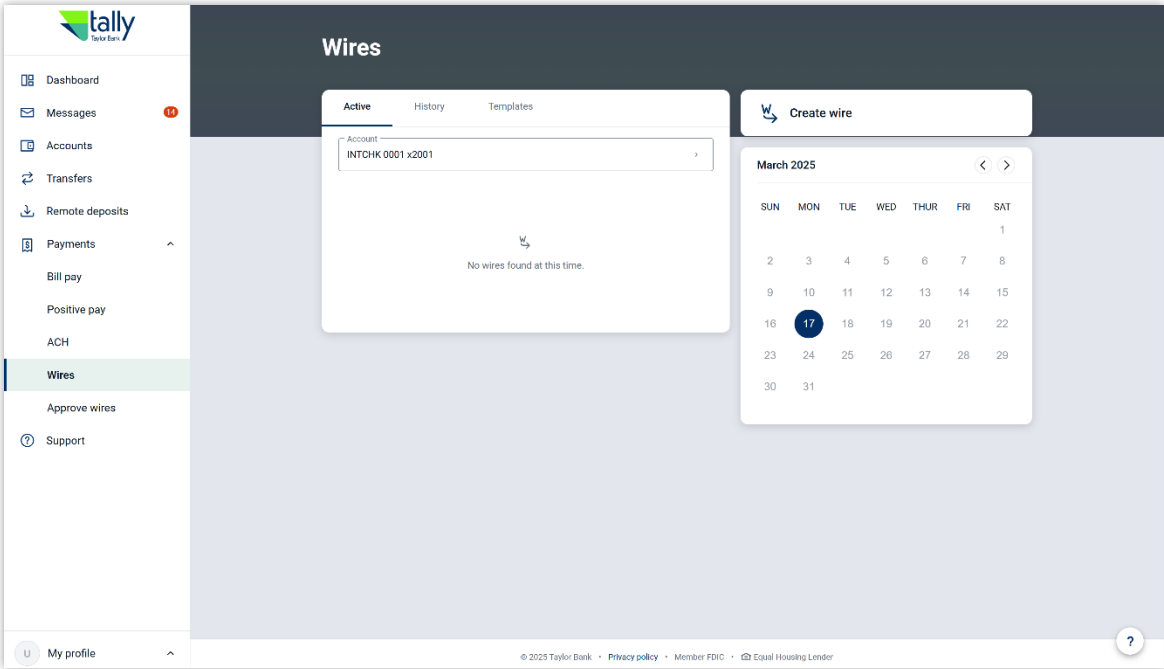 tally
Taylor Bank
Dashboard
Messages 14
Accounts
Transfers
Remote deposits
Payments
Bill pay
Positive pay
ACH
Wires
Approve wires
Support
U My profile
Wires
Active History Templates
Account
INTCHK 0001 x2001
No wires found at this time.
Create wire
March 2025
SUN MON TUE WED THUR FRI SAT
1
2 3 4 5 6 7 8
9 10 11 12 13 14 15
16 17 18 19 20 21 22
23 24 25 26 27 28 29
30 31
© 2025 Taylor Bank • Privacy policy • Member FDIC • Equal Housing Lender
?